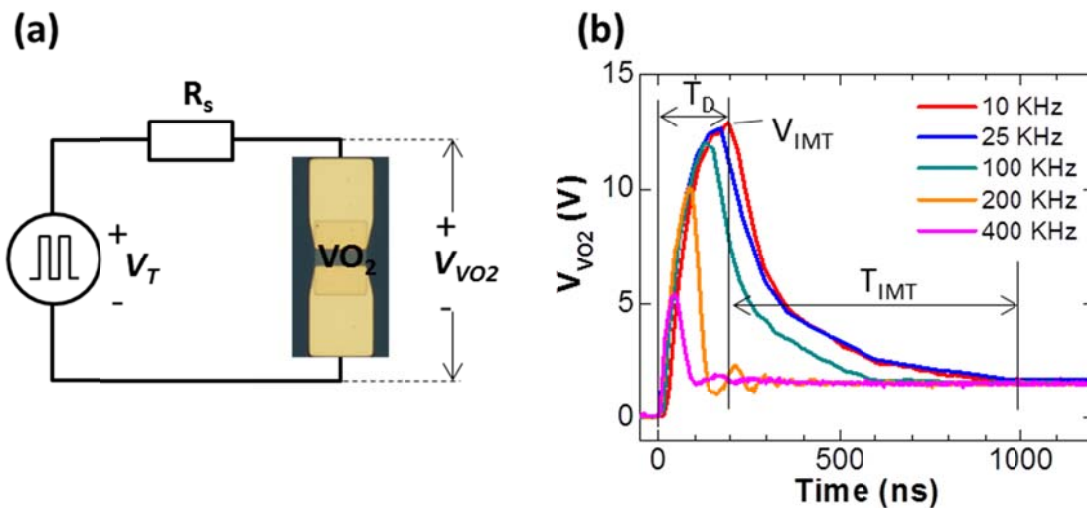 (a)
R_s
+
V_T
-
VO_2
+
V_VO2
-
(b)
15
10
5
0
V_VO2 (V)
T_D
V_IMT
T_IMT
10 KHz
25 KHz
100 KHz
200 KHz
400 KHz
0
500
1000
Time (ns)